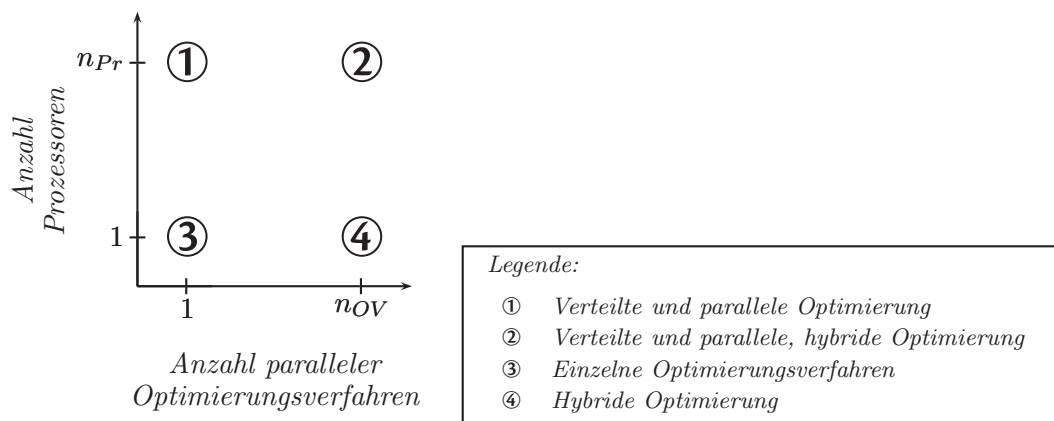 n_Pr
①
②
Anzahl
Prozessoren
1
③
④
1
n_OV
Anzahl paralleler
Optimierungsverfahren
Legende:
① Verteilte und parallele Optimierung
② Verteilte und parallele, hybride Optimierung
③ Einzelne Optimierungsverfahren
④ Hybride Optimierung